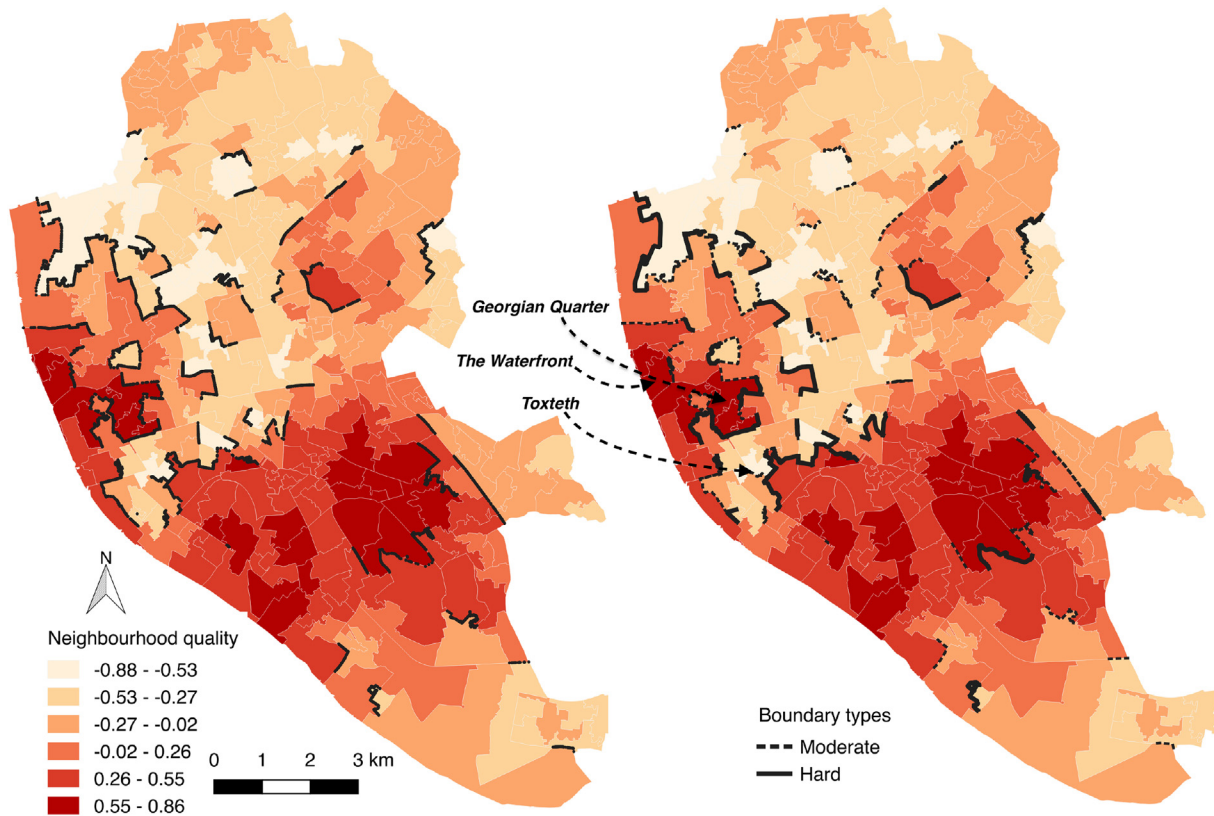 Georgian Quarter
The Waterfront
Toxteth
N
Neighbourhood quality
-0.88 - -0.53
-0.53 - -0.27
-0.27 - -0.02
-0.02 - 0.26
0.26 - 0.55
0.55 - 0.86
0 1 2 3 km
Boundary types
Moderate
Hard